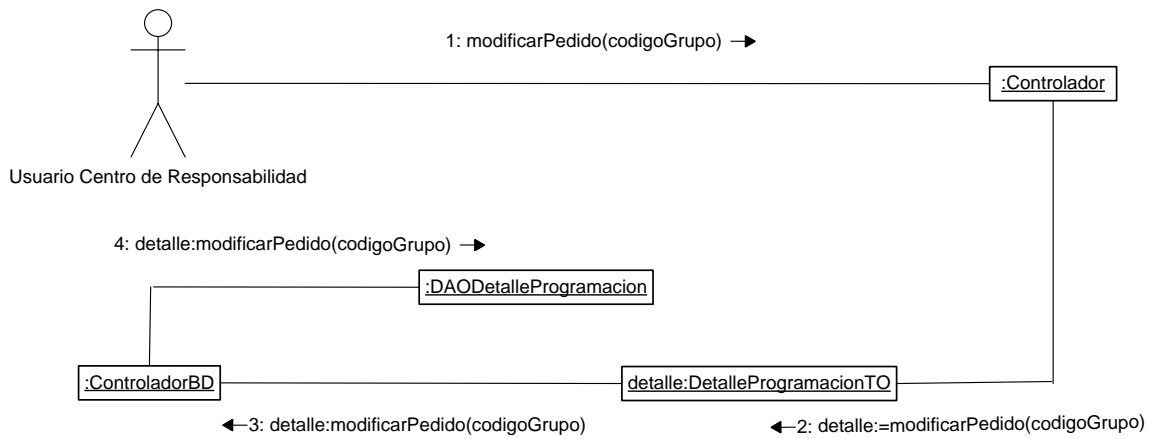 1: modificarPedido(codigoGrupo)
:Controlador
Usuario Centro de Responsabilidad
4: detalle:modificarPedido(codigoGrupo)
:DAODetalleProgramacion
:ControladorBD
detalle:DetalleProgramacionTO
3: detalle:modificarPedido(codigoGrupo)
2: detalle:=modificarPedido(codigoGrupo)